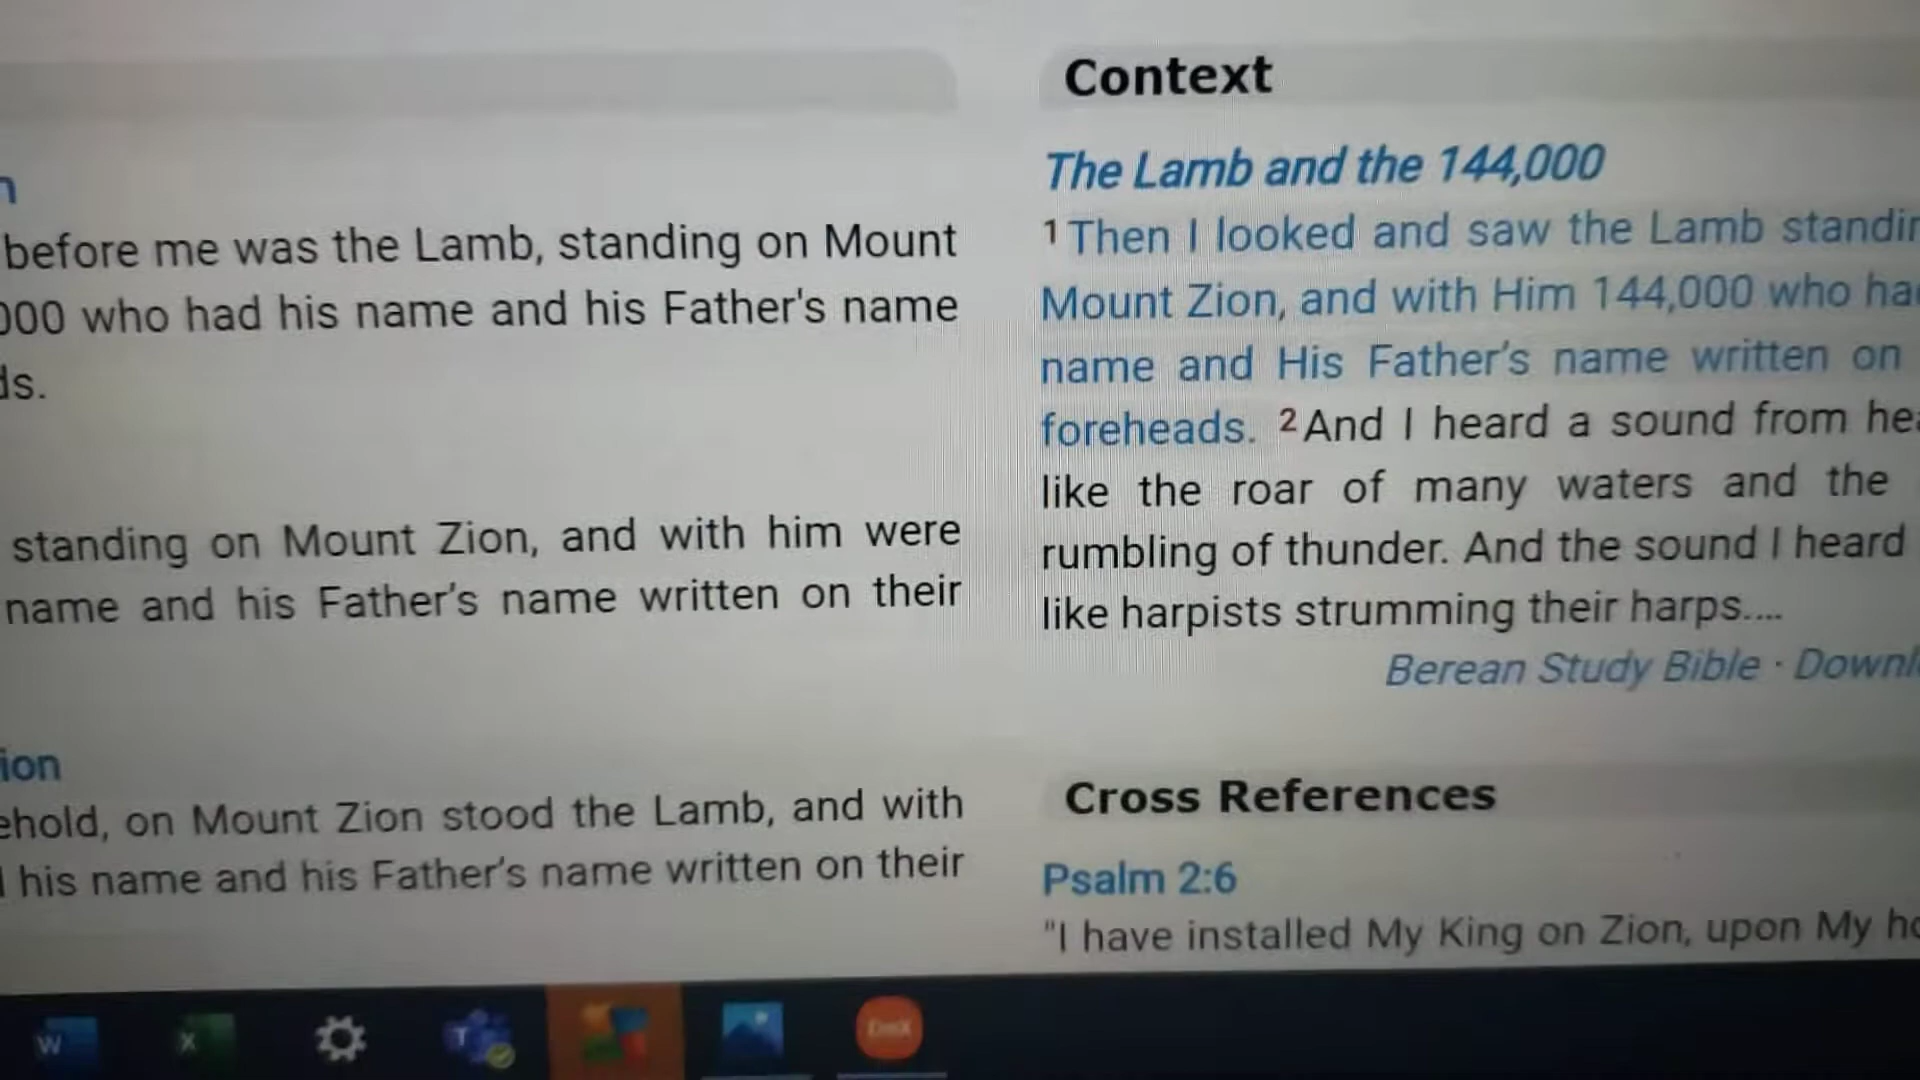 before me was the Lamb, standing on Mount
000 who had his name and his Father's name
ds.
standing on Mount Zion, and with him were
name and his Father's name written on their
ion
ehold, on Mount Zion stood the Lamb, and with
his name and his Father's name written on their
Context
The Lamb and the 144,000
1 Then I looked and saw the Lamb standin
Mount Zion, and with Him 144,000 who had
name and His Father's name written on
foreheads. 2 And I heard a sound from hea
like the roar of many waters and the
rumbling of thunder. And the sound I heard
like harpists strumming their harps....
Berean Study Bible · Downl
Cross References
Psalm 2:6
"I have installed My King on Zion, upon My ho
W
X
T